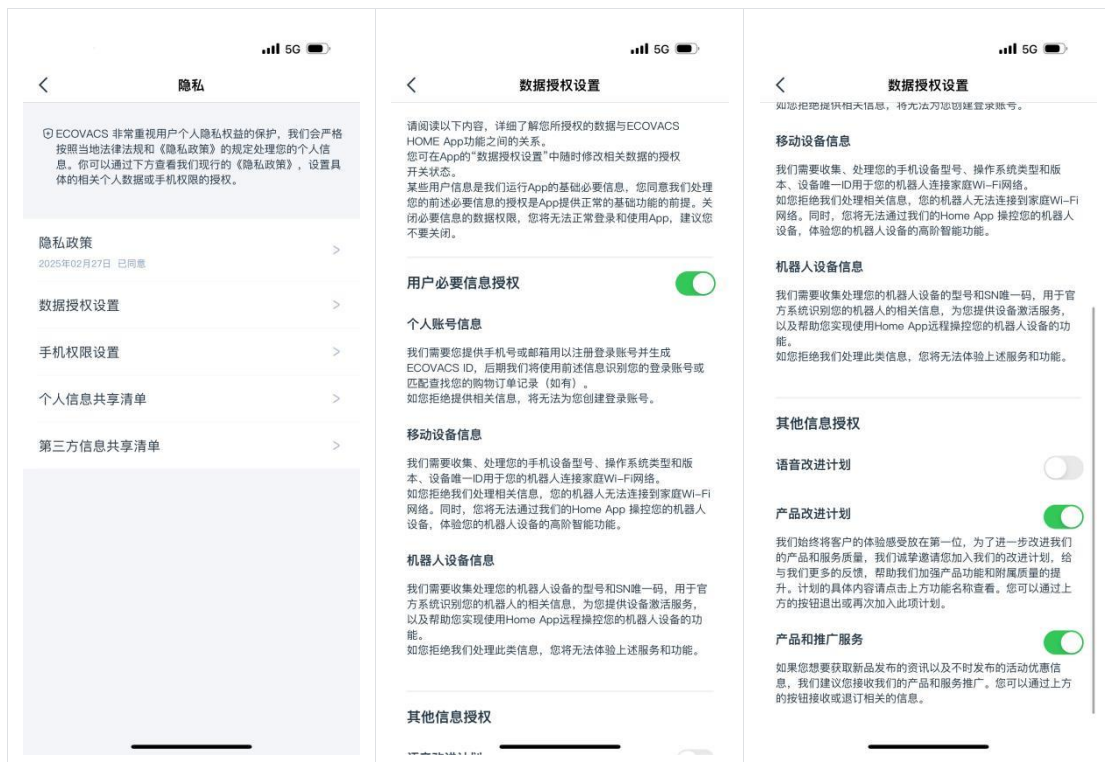 5G
隐私
ECOVACS 非常重视用户个人隐私权益的保护，我们会严格
按照当地法律法规和《隐私政策》的规定处理您的个人信
息。你可以通过下方查看我们现行的《隐私政策》，设置具
体的相关个人数据或手机权限的授权。
隐私政策
2025年02月27日 已同意
数据授权设置
手机权限设置
个人信息共享清单
第三方信息共享清单
5G
数据授权设置
请阅读以下内容，详细了解您所授权的数据与ECOVACS
HOME App功能之间的关系。
您可在App的“数据授权设置”中随时修改相关数据的授权
开关状态。
某些用户信息是我们运行App的基础必要信息，您同意我们处理
您的前述必要信息的授权是App提供正常的基础功能的前提。关
闭必要信息的数据权限，您将无法正常登录和使用App，建议您
不要关闭。
用户必要信息授权
个人账号信息
我们需要您提供手机号或邮箱用以注册登录账号并生成
ECOVACS ID，后期我们将使用前述信息识别您的登录账号或
匹配查找您的购物订单记录（如有）。
如您拒绝提供相关信息，将无法为您创建登录账号。
移动设备信息
我们需要收集、处理您的手机设备型号、操作系统类型和版
本、设备唯一ID用于您的机器人连接家庭Wi-Fi网络。
如您拒绝我们处理相关信息，您的机器人无法连接到家庭Wi-Fi
网络。同时，您将无法通过我们的Home App 操控您的机器人
设备，体验您的机器人设备的高阶智能功能。
机器人设备信息
我们需要收集处理您的机器人设备的型号和SN唯一码，用于官
方系统识别您的机器人的相关信息，为您提供设备激活服务，
以及帮助您实现使用Home App远程操控您的机器人设备的功
能。
如您拒绝我们处理此类信息，您将无法体验上述服务和功能。
其他信息授权
5G
数据授权设置
如您拒绝提供相关信息，将无法为您创建登录账号。
移动设备信息
我们需要收集、处理您的手机设备型号、操作系统类型和版
本、设备唯一ID用于您的机器人连接家庭Wi-Fi网络。
如您拒绝我们处理相关信息，您的机器人无法连接到家庭Wi-Fi
网络。同时，您将无法通过我们的Home App 操控您的机器人
设备，体验您的机器人设备的高阶智能功能。
机器人设备信息
我们需要收集处理您的机器人设备的型号和SN唯一码，用于官
方系统识别您的机器人的相关信息，为您提供设备激活服务，
以及帮助您实现使用Home App远程操控您的机器人设备的功
能。
如您拒绝我们处理此类信息，您将无法体验上述服务和功能。
其他信息授权
语音改进计划
产品改进计划
我们始终将客户的体验感受放在第一位，为了进一步改进我们
的产品和服务质量，我们诚挚邀请您加入我们的改进计划，给
与我们更多的反馈，帮助我们加强产品功能和附属质量的提
升。计划的具体内容请点击上方功能名称查看。您可以通过上
方的按钮退出或再次加入此项计划。
产品和推广服务
如果您想要获取新品发布的资讯以及不时发布的活动优惠信
息，我们建议您接收我们的产品和服务推广。您可以通过上方
的按钮接收或退订相关的信息。